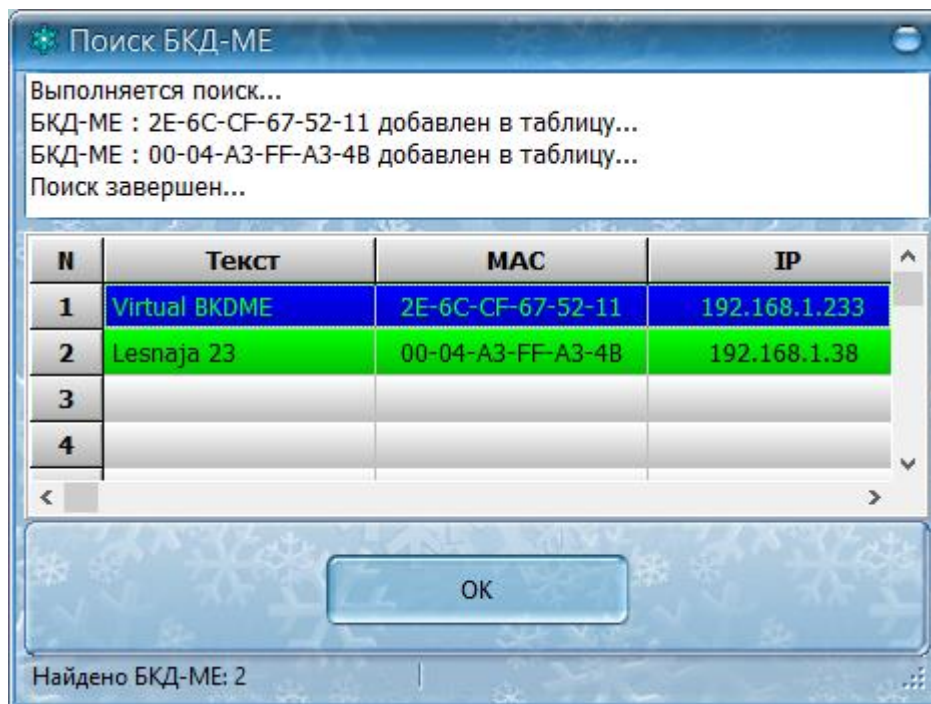 Поиск БКД-МЕ
Выполняется поиск...
БКД-МЕ : 2E-6C-CF-67-52-11 добавлен в таблицу...
БКД-МЕ : 00-04-A3-FF-A3-4B добавлен в таблицу...
Поиск завершен...
N Текст MAC IP
1 Virtual BKDME 2E-6C-CF-67-52-11 192.168.1.233
2 Lesnaja 23 00-04-A3-FF-A3-4B 192.168.1.38
3
4
OK
Найдено БКД-МЕ: 2